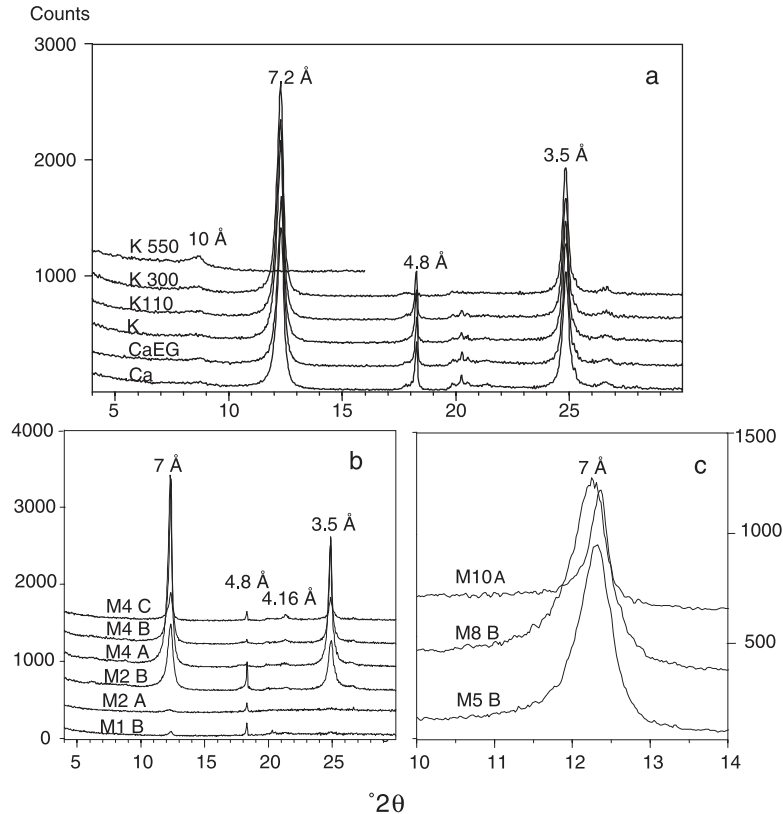 Counts
3000
7.2 Å
a
2000
3.5 Å
K 550
10 Å
4.8 Å
1000
K 300
K110
K
CaEG
Ca
5
10
15
20
25
4000
b
7 Å
3.5 Å
3000
2000
4.8 Å
4.16 Å
M4 C
M4 B
M4 A
1000
M2 B
M2 A
M1 B
0
5
10
15
20
25
1500
7 Å
c
1000
M10A
M8 B
500
M5 B
10
11
12
13
14
°2θ